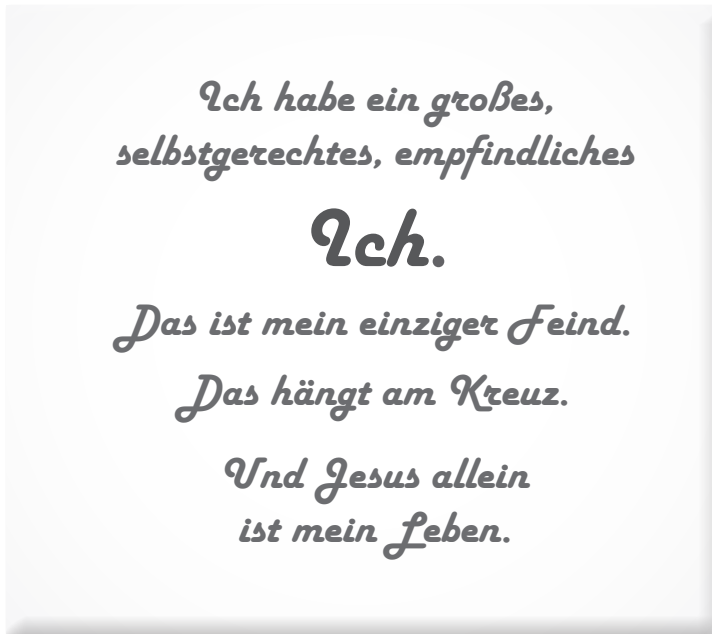 Ich habe ein großes,
selbstgerechtes, empfindliches
Ich.
Das ist mein einziger Feind.
Das hängt am Kreuz.
Und Jesus allein
ist mein Leben.